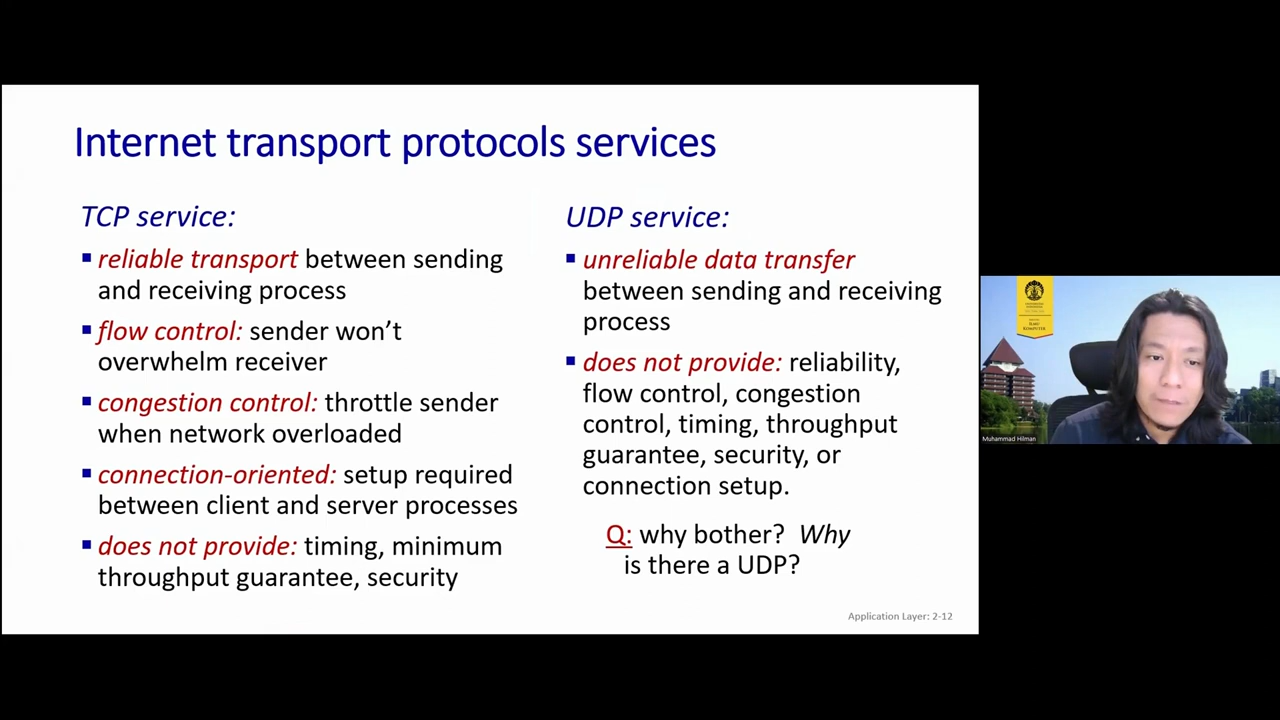 Internet transport protocols services
TCP service:
▪ reliable transport between sending
and receiving process
▪ flow control: sender won’t
overwhelm receiver
▪ congestion control: throttle sender
when network overloaded
▪ connection-oriented: setup required
between client and server processes
▪ does not provide: timing, minimum
throughput guarantee, security
UDP service:
▪ unreliable data transfer
between sending and receiving
process
▪ does not provide: reliability,
flow control, congestion
control, timing, throughput
guarantee, security, or
connection setup.
Q: why bother? Why
is there a UDP?
Application Layer: 2-12
ILMU
KOMPUTER
Muhammad Hilman